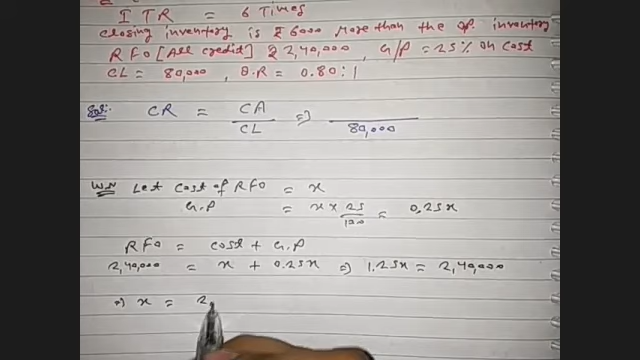 ITR = 6 Times
closing inventory is ₹ 6000 more than the op. inventory
RFO [All credit] ₹ 2,40,000, G/P = 25% on cost
CL = 80,000, Q.R = 0.80:1
Sol: CR = CA / CL ⇒ / 80,000
W.N Let cost of RFO = x
G.P = x × 25/100 = 0.25x
RFO = cost + G.P
2,40,000 = x + 0.25x ⇒ 1.25x = 2,40,000
⇒ x = 2